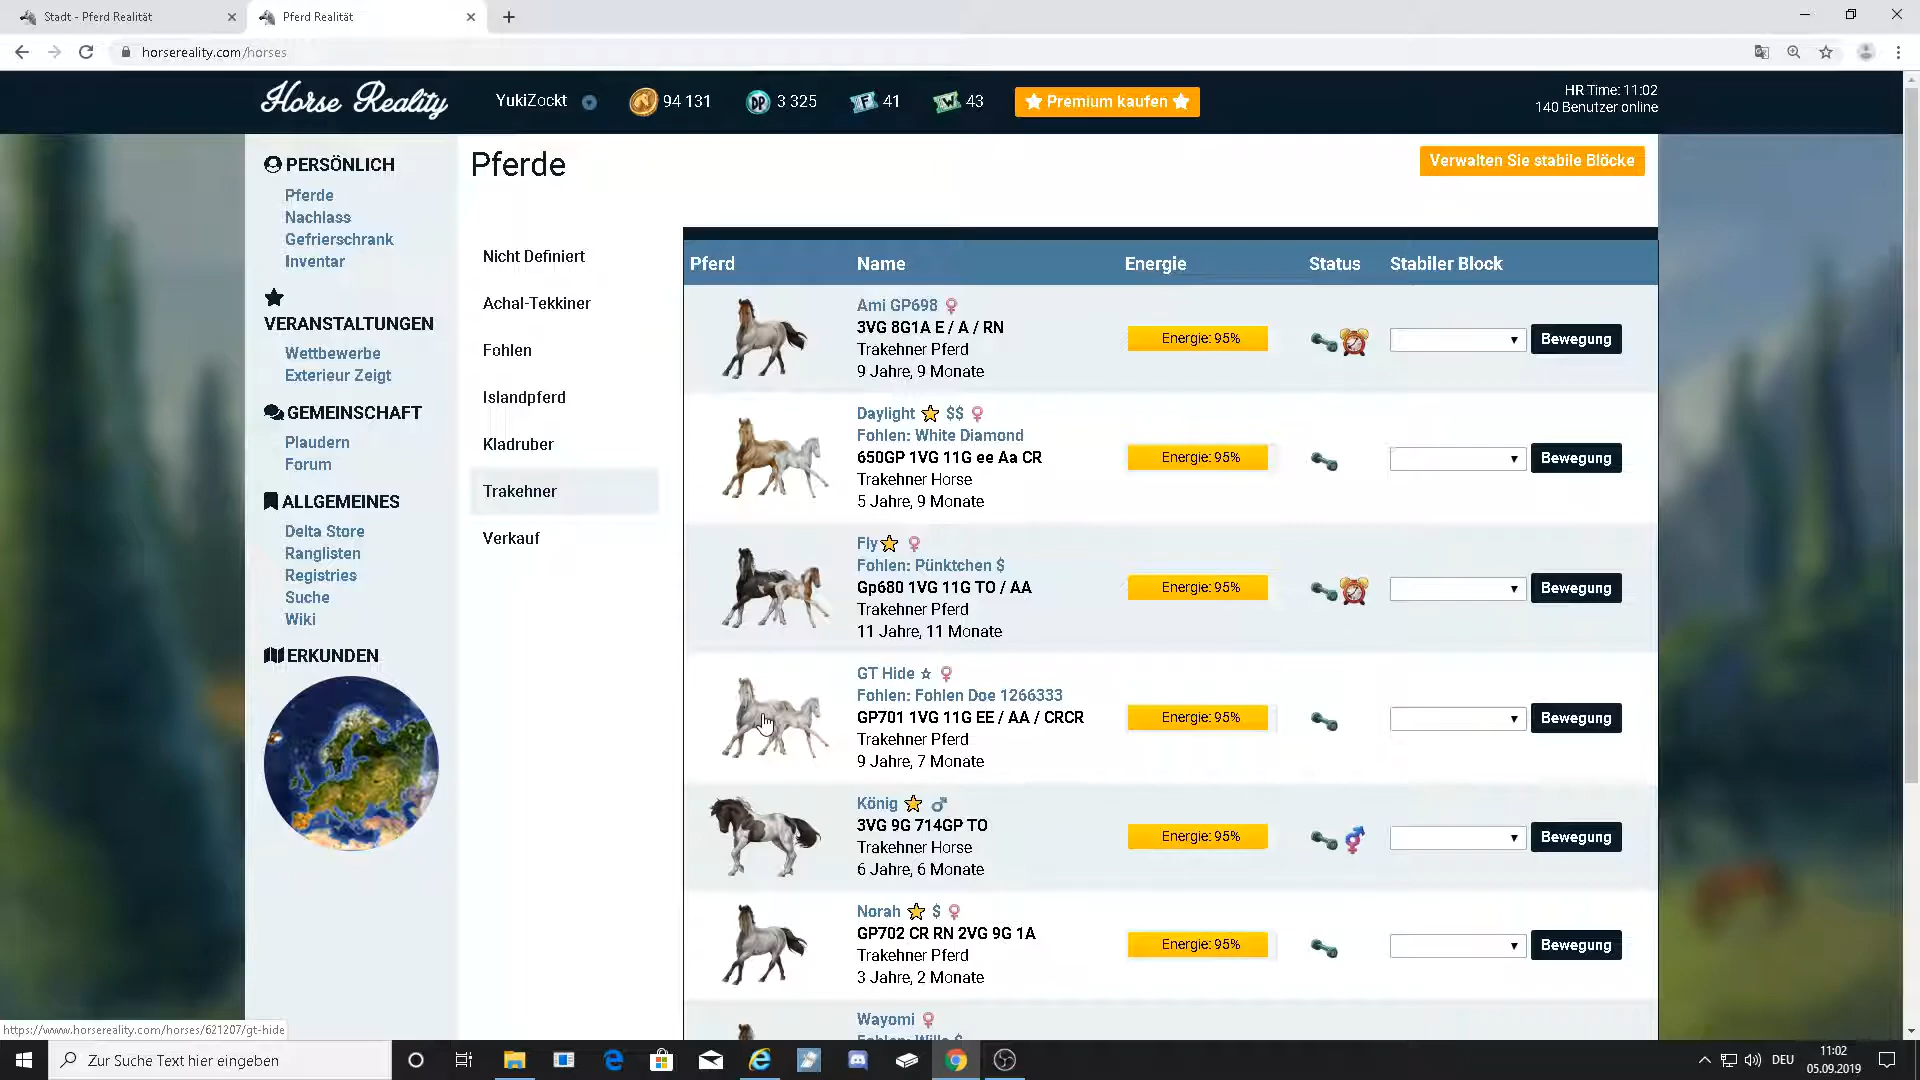 Stadt - Pferd Realität
Pferd Realität
horsereality.com/horses
Horse Reality
YukiZockt
94 131
DP
3 325
41
43
Premium kaufen
HR Time: 11:02
140 Benutzer online
PERSÖNLICH
Pferde
Nachlass
Gefrierschrank
Inventar
VERANSTALTUNGEN
Wettbewerbe
Exterieur Zeigt
GEMEINSCHAFT
Plaudern
Forum
ALLGEMEINES
Delta Store
Ranglisten
Registries
Suche
Wiki
ERKUNDEN
Pferde
Verwalten Sie stabile Blöcke
Nicht Definiert
Achal-Tekkiner
Fohlen
Islandpferd
Kladruber
Trakehner
Verkauf
Pferd Name Energie Status Stabiler Block
Ami GP698 ♀
3VG 8G1A E / A / RN
Trakehner Pferd
9 Jahre, 9 Monate
Energie: 95%
Bewegung
Daylight ⭐ $$ ♀
Fohlen: White Diamond
650GP 1VG 11G ee Aa CR
Trakehner Horse
5 Jahre, 9 Monate
Energie: 95%
Bewegung
Fly⭐ ♀
Fohlen: Pünktchen $
Gp680 1VG 11G TO / AA
Trakehner Pferd
11 Jahre, 11 Monate
Energie: 95%
Bewegung
GT Hide ☆ ♀
Fohlen: Fohlen Doe 1266333
GP701 1VG 11G EE / AA / CRCR
Trakehner Pferd
9 Jahre, 7 Monate
Energie: 95%
Bewegung
König ⭐ ♂
3VG 9G 714GP TO
Trakehner Horse
6 Jahre, 6 Monate
Energie: 95%
Bewegung
Norah ⭐ $ ♀
GP702 CR RN 2VG 9G 1A
Trakehner Pferd
3 Jahre, 2 Monate
Energie: 95%
Bewegung
Wayomi ♀
Fohlen: Wills $
https://www.horsereality.com/horses/621207/gt-hide
Zur Suche Text hier eingeben
DEU
11:02
05.09.2019